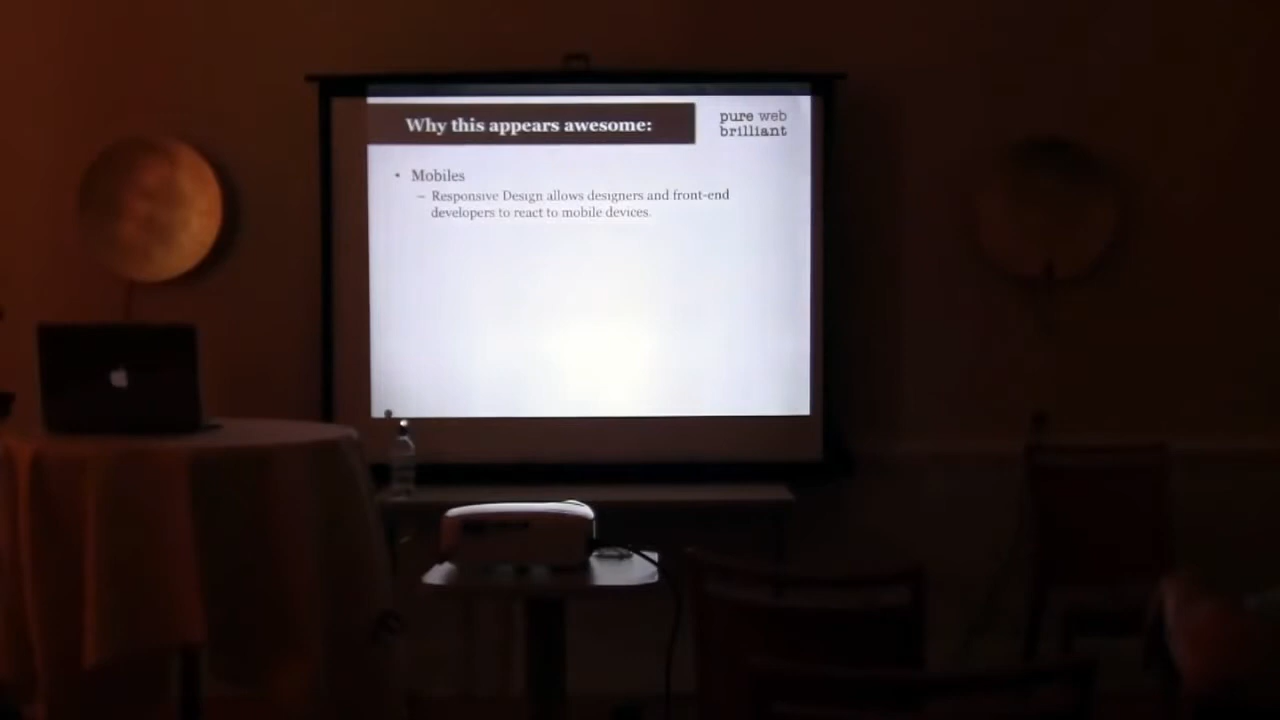 Why this appears awesome:
pure web
brilliant
• Mobiles
– Responsive Design allows designers and front-end
developers to react to mobile devices.